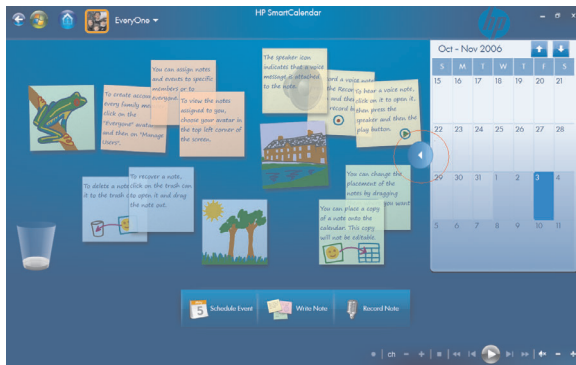 HP SmartCalendar
EveryOne
hp
Oct - Nov 2006
S M T W T F S
15 16 17 18 19 20 21
22 23 24 25 26 27 28
29 30 31 1 2 3 4
5 6 7 8 9 10 11
You can assign notes
and events to specific
members or to
everyone.
To create accou
every family me
click on the
"Everyone" avata
and then on "Manage
Users".
To view the notes
assigned to you,
choose your avatar in
the top left corner of
the screen.
The speaker icon
indicates that a voice
message is attached
to the note.
ord a voice note
the Recor
and the
To hear a voice note,
click on it to open it,
then press the
speaker and then the
play button.
To delete a note
it to the trash
To recover a note,
click on the trash can
to open it and drag
the note out.
You can change the
placement of the
notes by dragging
you want
You can place a copy
of a note onto the
calendar. This copy
will not be editable.
5
Schedule Event
Write Note
Record Note
ch